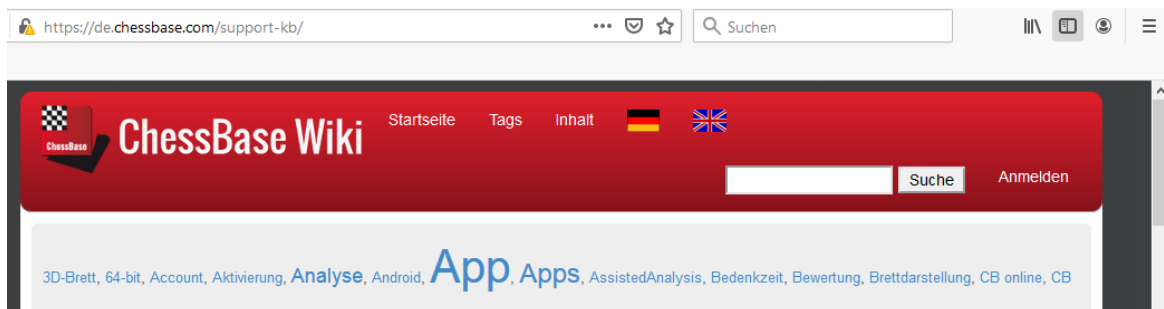 https://de.chessbase.com/support-kb/
Suchen
ChessBase
ChessBase Wiki
Startseite Tags Inhalt
Suche Anmelden
3D-Brett, 64-bit, Account, Aktivierung, Analyse, Android, App, Apps, AssistedAnalysis, Bedenkzeit, Bewertung, Brettdarstellung, CB online, CB